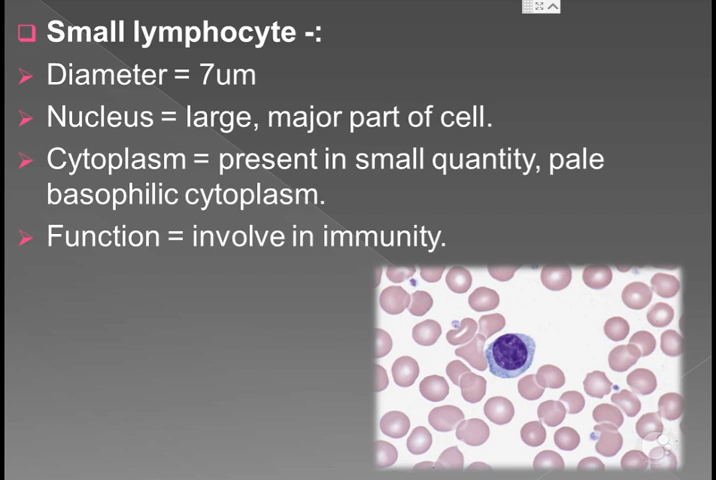 Small lymphocyte -:
Diameter = 7um
Nucleus = large, major part of cell.
Cytoplasm = present in small quantity, pale
basophilic cytoplasm.
Function = involve in immunity.